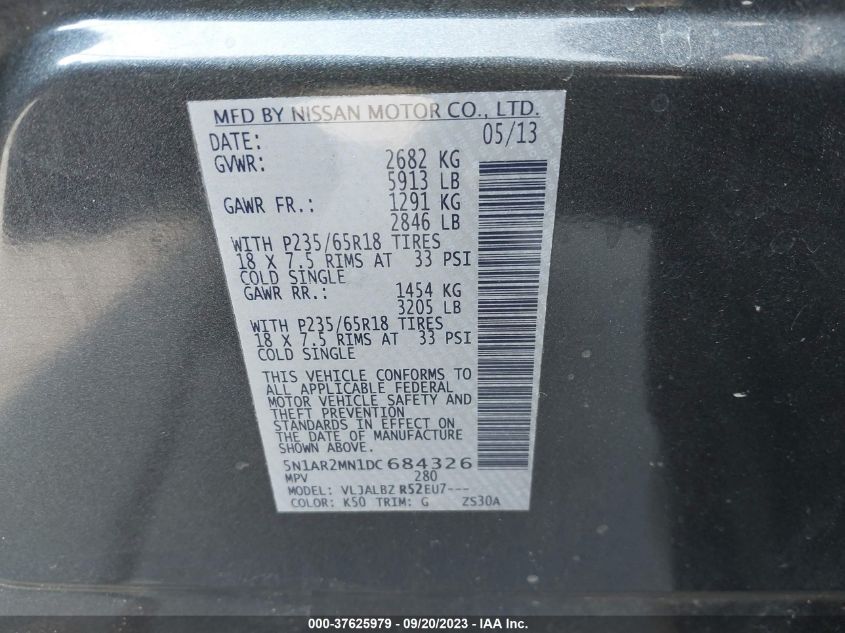 MFD BY NISSAN MOTOR CO., LTD.
DATE: 05/13
GVWR: 2682 KG
5913 LB
GAWR FR.: 1291 KG
2846 LB
WITH P235/65R18 TIRES
18 X 7.5 RIMS AT 33 PSI
COLD SINGLE
GAWR RR.: 1454 KG
3205 LB
WITH P235/65R18 TIRES
18 X 7.5 RIMS AT 33 PSI
COLD SINGLE
THIS VEHICLE CONFORMS TO
ALL APPLICABLE FEDERAL
MOTOR VEHICLE SAFETY AND
THEFT PREVENTION
STANDARDS IN EFFECT ON
THE DATE OF MANUFACTURE
SHOWN ABOVE.
5N1AR2MN1DC684326
MPV 280
MODEL: VLJALBZ R52EU7---
COLOR: K50 TRIM: G ZS30A
000-37625979 - 09/20/2023 - IAA Inc.